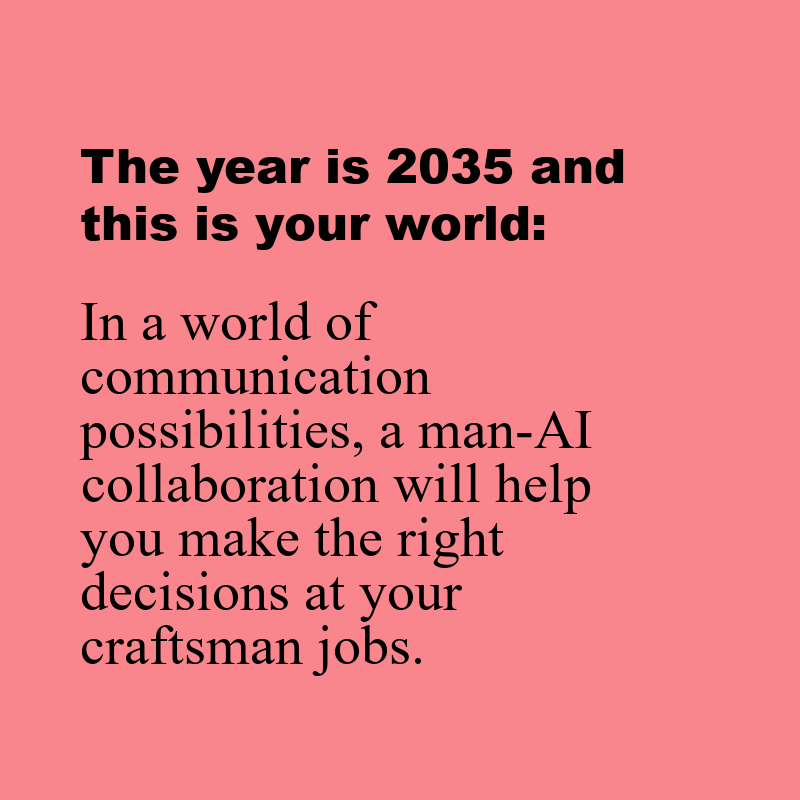 The year is 2035 and
this is your world:
In a world of
communication
possibilities, a man-AI
collaboration will help
you make the right
decisions at your
craftsman jobs.